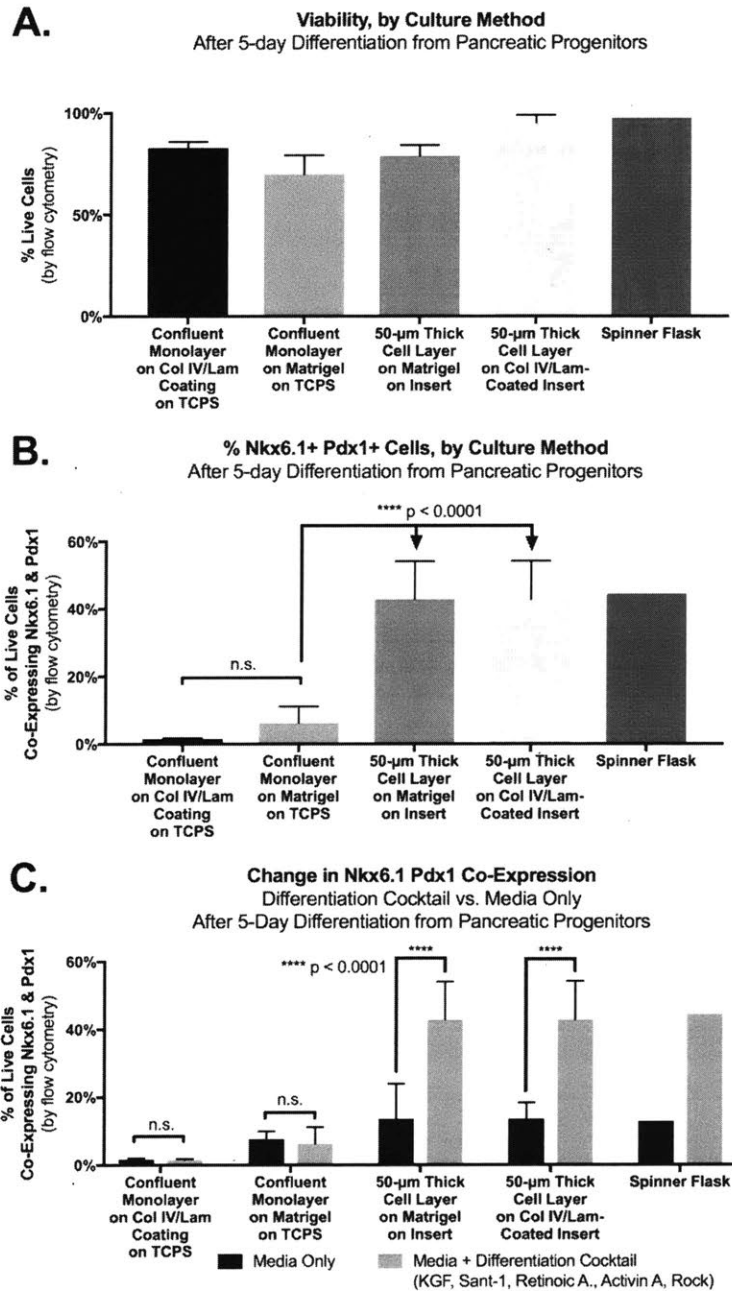 A.
Viability, by Culture Method
After 5-day Differentiation from Pancreatic Progenitors
% Live Cells
(by flow cytometry)
100%
50%
0%
Confluent
Monolayer
on Col IV/Lam
Coating
on TCPS
Confluent
Monolayer
on Matrigel
on TCPS
50-µm Thick
Cell Layer
on Matrigel
on Insert
50-µm Thick
Cell Layer
on Col IV/Lam-
Coated Insert
Spinner Flask
B.
% Nkx6.1+ Pdx1+ Cells, by Culture Method
After 5-day Differentiation from Pancreatic Progenitors
% of Live Cells
Co-Expressing Nkx6.1 & Pdx1
(by flow cytometry)
60%
40%
20%
0%
**** p < 0.0001
n.s.
Confluent
Monolayer
on Col IV/Lam
Coating
on TCPS
Confluent
Monolayer
on Matrigel
on TCPS
50-µm Thick
Cell Layer
on Matrigel
on Insert
50-µm Thick
Cell Layer
on Col IV/Lam-
Coated Insert
Spinner Flask
C.
Change in Nkx6.1 Pdx1 Co-Expression
Differentiation Cocktail vs. Media Only
After 5-Day Differentiation from Pancreatic Progenitors
% of Live Cells
Co-Expressing Nkx6.1 & Pdx1
(by flow cytometry)
60%
40%
20%
0%
**** p < 0.0001
n.s.
n.s.
****
****
Confluent
Monolayer
on Col IV/Lam
Coating
on TCPS
Confluent
Monolayer
on Matrigel
on TCPS
50-µm Thick
Cell Layer
on Matrigel
on Insert
50-µm Thick
Cell Layer
on Col IV/Lam-
Coated Insert
Spinner Flask
Media Only
Media + Differentiation Cocktail
(KGF, Sant-1, Retinoic A., Activin A, Rock)